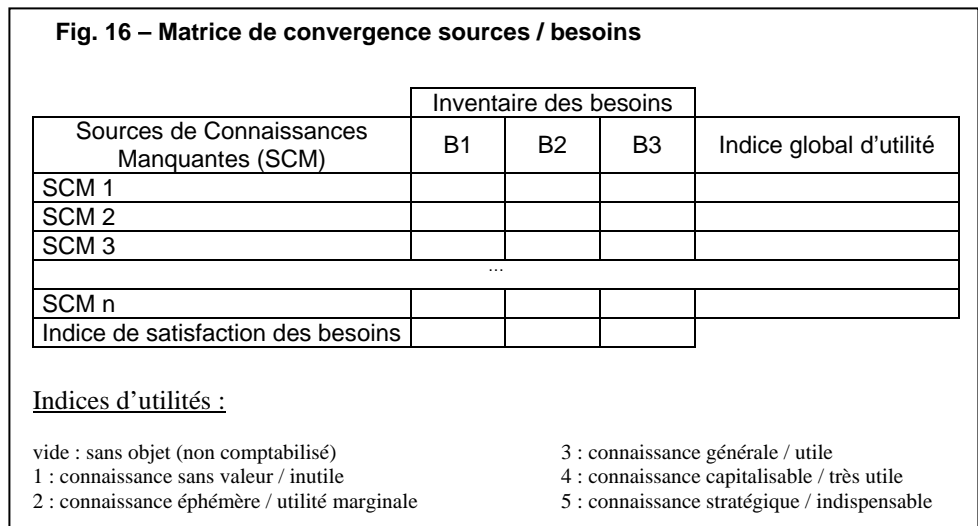 Fig. 16 – Matrice de convergence sources / besoins
Inventaire des besoins
Sources de Connaissances
Manquantes (SCM)
B1 B2 B3 Indice global d'utilité
SCM 1
SCM 2
SCM 3
...
SCM n
Indice de satisfaction des besoins
Indices d'utilités :
vide : sans objet (non comptabilisé)
1 : connaissance sans valeur / inutile
2 : connaissance éphémère / utilité marginale
3 : connaissance générale / utile
4 : connaissance capitalisable / très utile
5 : connaissance stratégique / indispensable